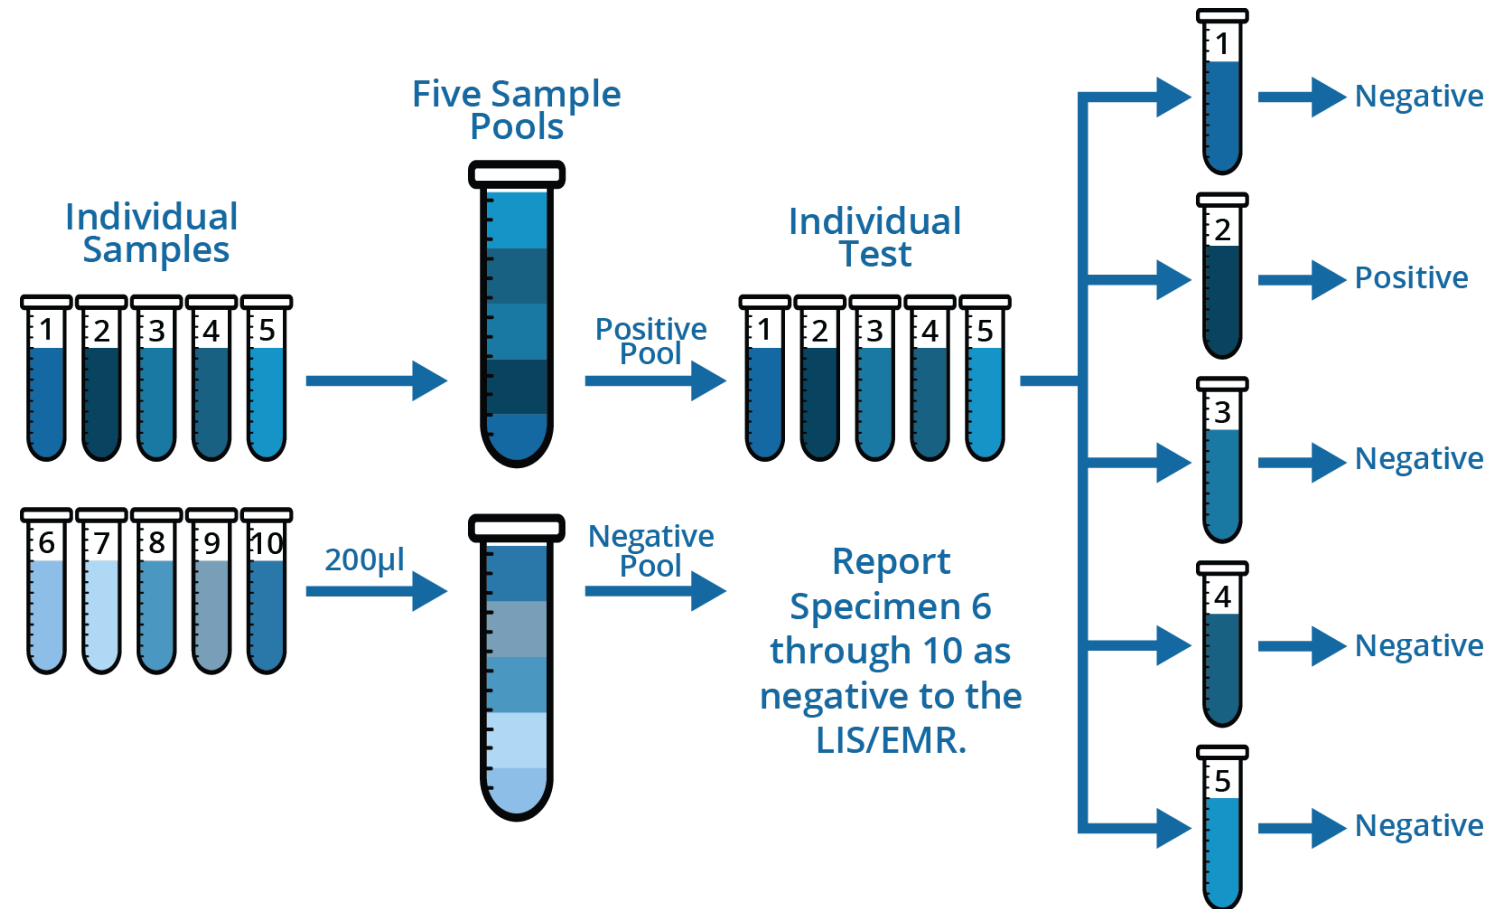 Five Sample
Pools
Individual
Samples
1 2 3 4 5
Positive
Pool
Individual
Test
1 2 3 4 5
6 7 8 9 10
200µl
Negative
Pool
Report
Specimen 6
through 10 as
negative to the
LIS/EMR.
1
Negative
2
Positive
3
Negative
4
Negative
5
Negative